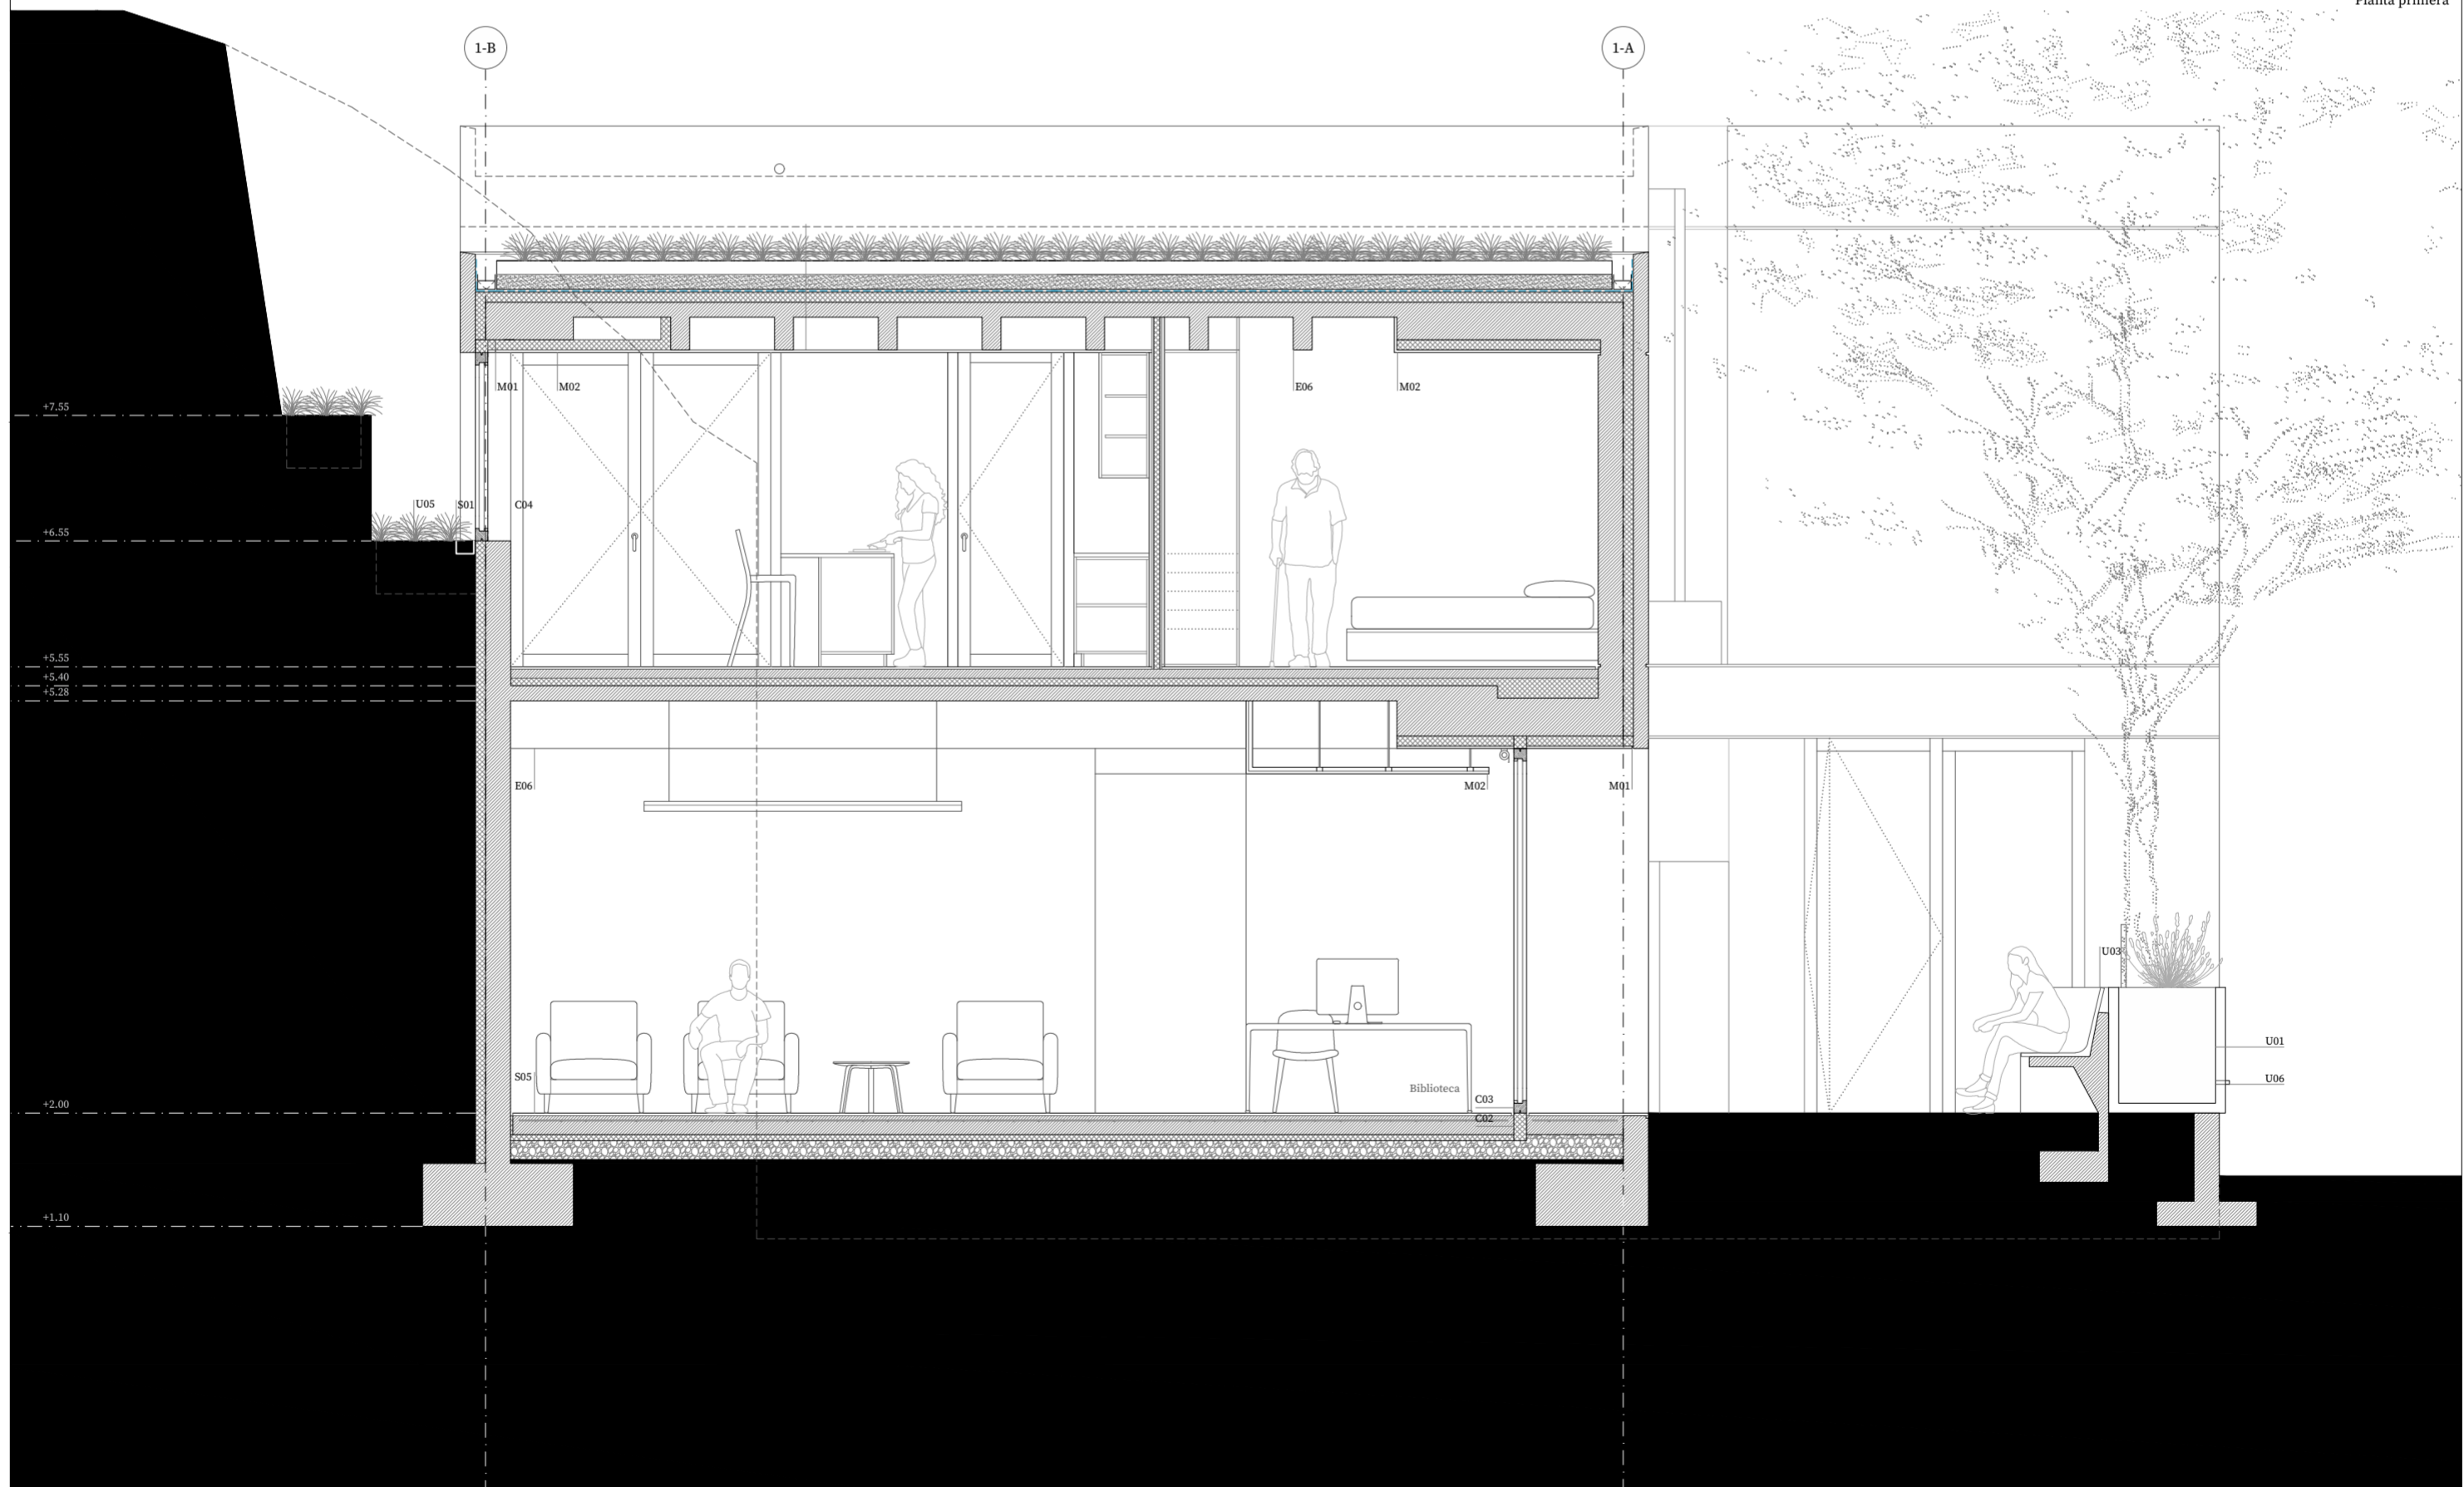 Planta primera
1-B
1-A
M01
M02
E06
M02
+7.55
U05
S01
C04
+6.55
+5.55
+5.40
+5.28
E06
M02
M01
U03
U01
S05
Biblioteca
U06
C03
+2.00
C02
+1.10